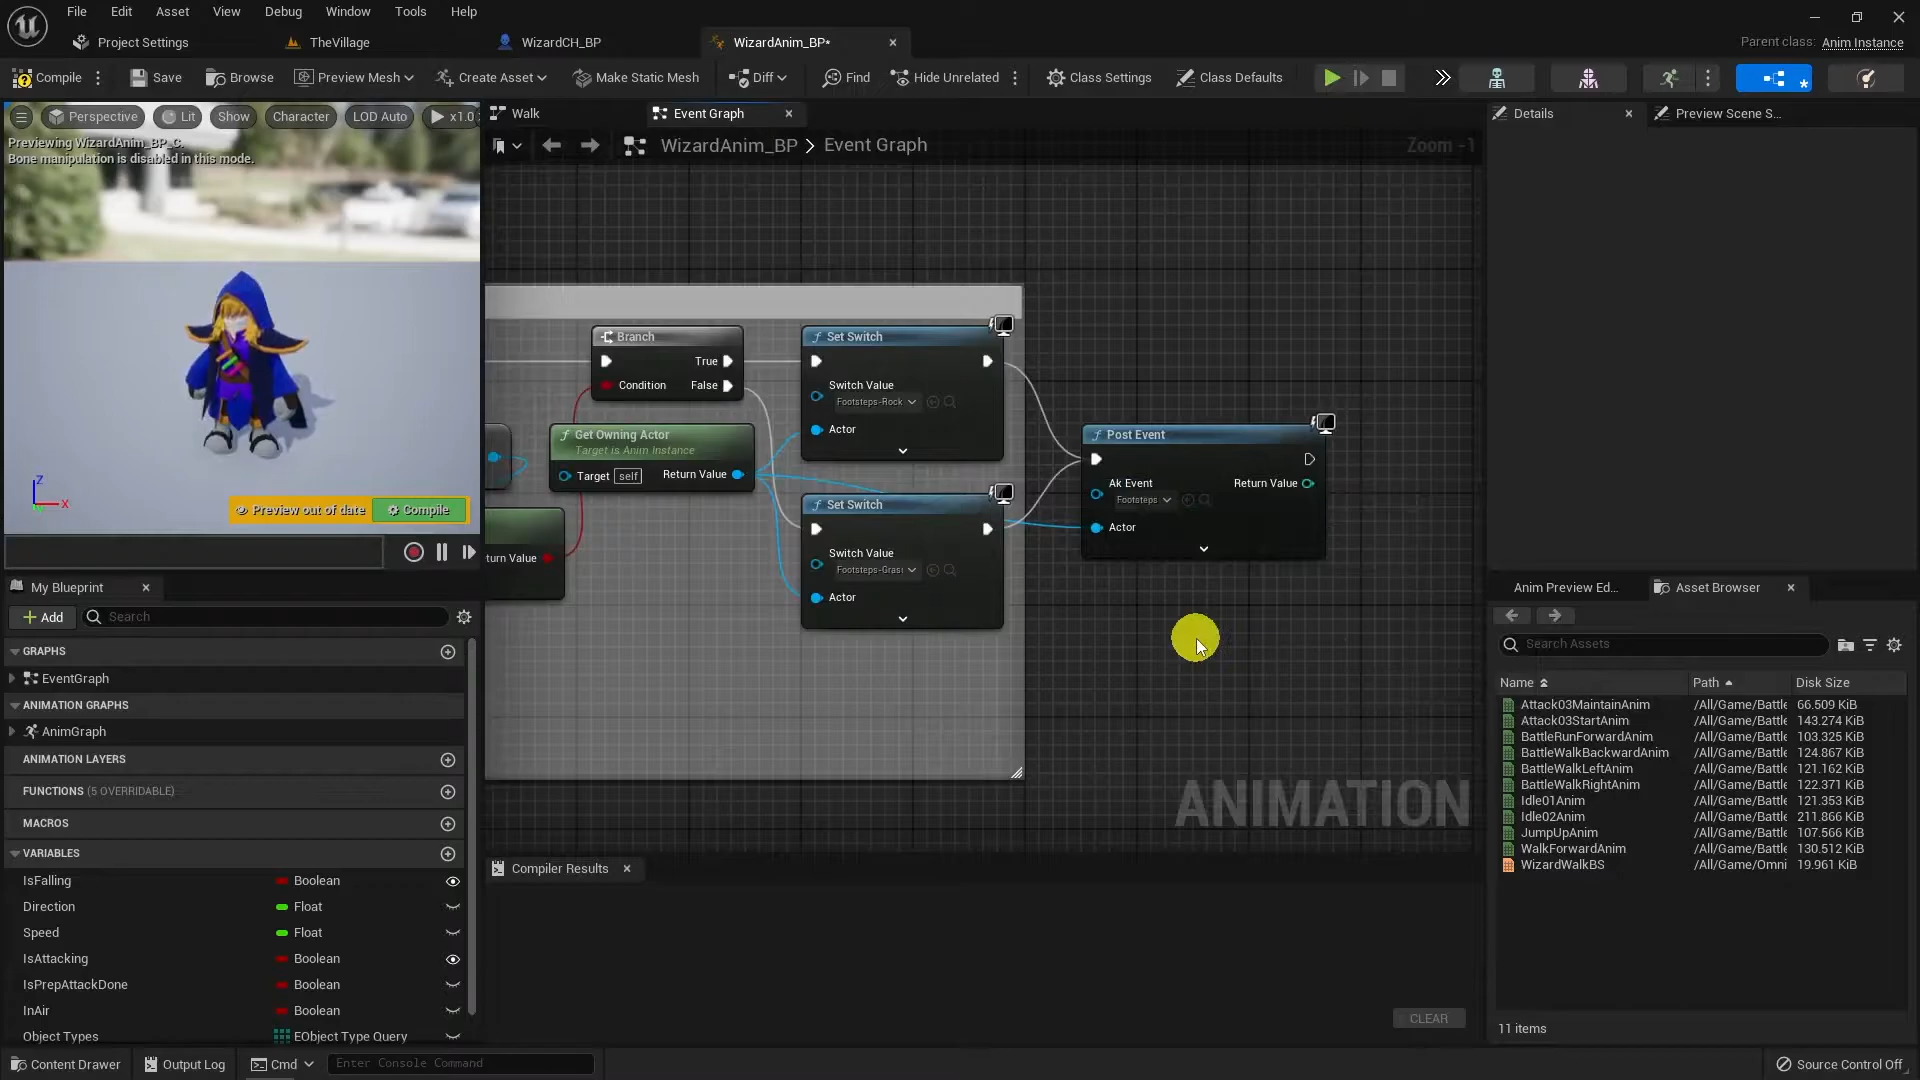 File Edit Asset View Debug Window Tools Help
Project Settings
TheVillage
WizardCH_BP
WizardAnim_BP*
Parent class: Anim Instance
Compile
Save
Browse
Preview Mesh
Create Asset
Make Static Mesh
Diff
Find
Hide Unrelated
Class Settings
Class Defaults
Perspective
Lit
Show
Character
LOD Auto
x1.0
Previewing WizardAnim_BP_C.
Bone manipulation is disabled in this mode.
Z
X
Preview out of date
Compile
Walk
Event Graph
WizardAnim_BP > Event Graph
Zoom -1
Branch
True
Condition
False
Get Owning Actor
Target is Anim Instance
Target self
Return Value
turn Value
Set Switch
Switch Value
Footsteps-Rock
Actor
Set Switch
Switch Value
Footsteps-Gras
Actor
Post Event
Ak Event
Footsteps
Return Value
Actor
ANIMATION
Compiler Results
CLEAR
My Blueprint
Add
Search
GRAPHS
EventGraph
ANIMATION GRAPHS
AnimGraph
ANIMATION LAYERS
FUNCTIONS (5 OVERRIDABLE)
MACROS
VARIABLES
IsFalling Boolean
Direction Float
Speed Float
IsAttacking Boolean
IsPrepAttackDone Boolean
InAir Boolean
Object Types EObject Type Query
Details
Preview Scene S...
Anim Preview Ed...
Asset Browser
Search Assets
Name Path Disk Size
Attack03MaintainAnim /All/Game/Battle 66.509 KiB
Attack03StartAnim /All/Game/Battle 143.274 KiB
BattleRunForwardAnim /All/Game/Battle 103.325 KiB
BattleWalkBackwardAnim /All/Game/Battle 124.867 KiB
BattleWalkLeftAnim /All/Game/Battle 121.162 KiB
BattleWalkRightAnim /All/Game/Battle 122.371 KiB
Idle01Anim /All/Game/Battle 121.353 KiB
Idle02Anim /All/Game/Battle 211.866 KiB
JumpUpAnim /All/Game/Battle 107.566 KiB
WalkForwardAnim /All/Game/Battle 130.512 KiB
WizardWalkBS /All/Game/Omni 19.961 KiB
11 items
Content Drawer
Output Log
Cmd
Enter Console Command
Source Control Off